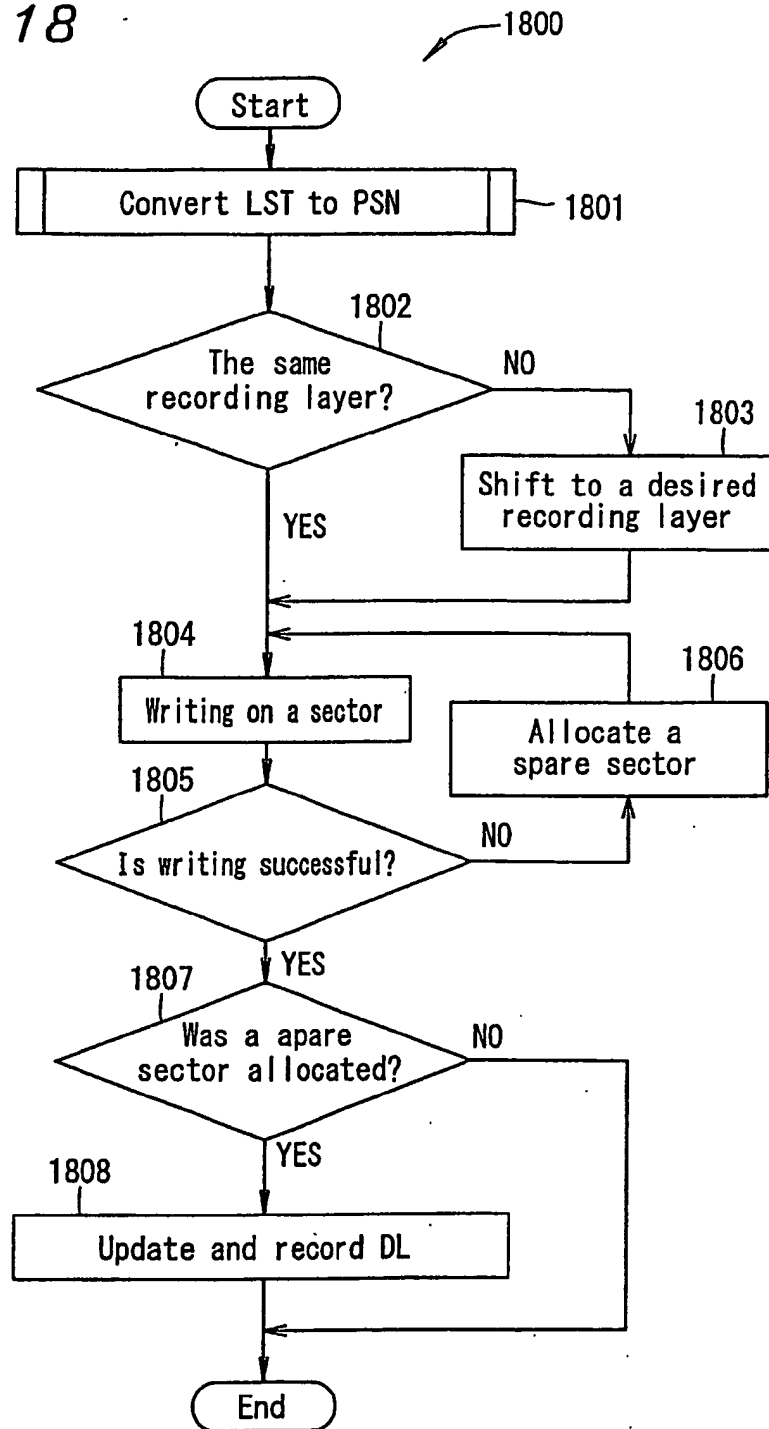 18
1800
Start
Convert LST to PSN
1801
1802
The same
recording layer?
NO
1803
Shift to a desired
recording layer
YES
1804
Writing on a sector
1806
Allocate a
spare sector
1805
Is writing successful?
NO
YES
1807
Was a apare
sector allocated?
NO
YES
1808
Update and record DL
End